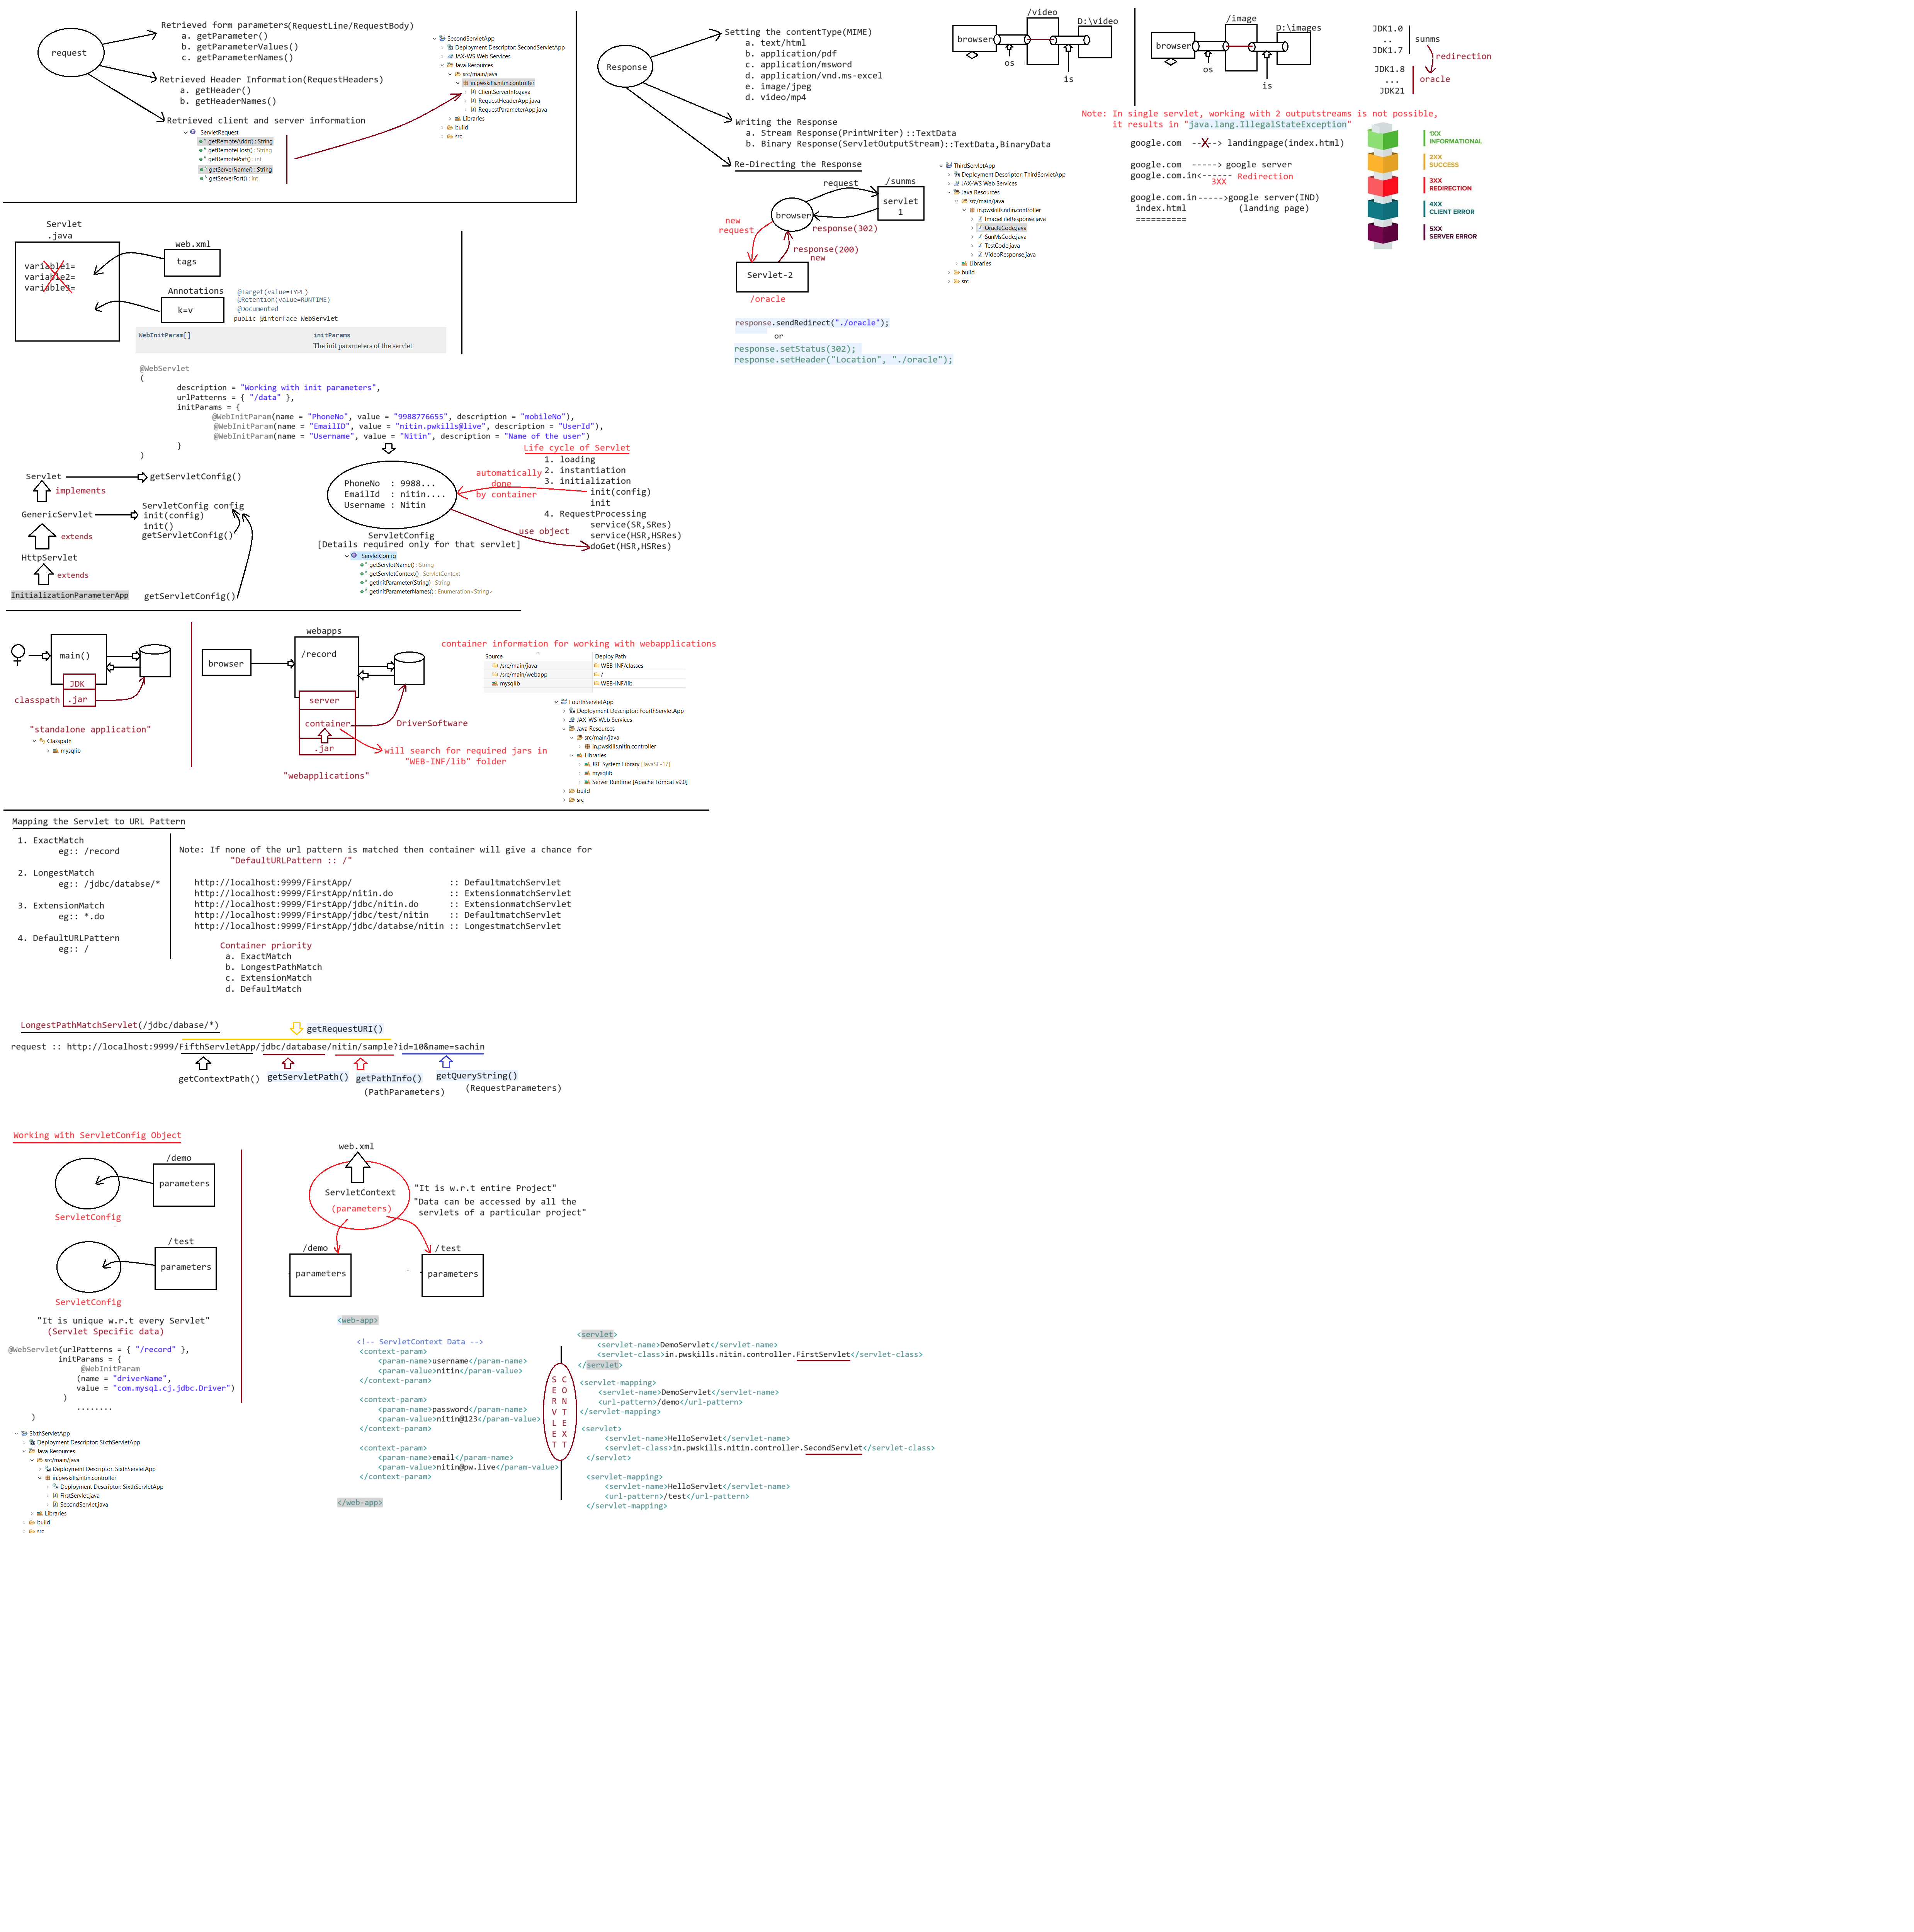 request
Retrieved form parameters(RequestLine/RequestBody)
a. getParameter()
b. getParameterValues()
c. getParameterNames()
Retrieved Header Information(RequestHeaders)
a. getHeader()
b. getHeaderNames()
Retrieved client and server information
ServletRequest
getRemoteAddr() : String
getRemoteHost() : String
getRemotePort() : int
getServerName() : String
getServerPort() : int
SecondServletApp
Deployment Descriptor: SecondServletApp
JAX-WS Web Services
Java Resources
src/main/java
in.pwskills.nitin.controller
ClientServerInfo.java
RequestHeaderApp.java
RequestParameterApp.java
Libraries
build
src
Response
Setting the contentType(MIME)
a. text/html
b. application/pdf
c. application/msword
d. application/vnd.ms-excel
e. image/jpeg
d. video/mp4
Writing the Response
a. Stream Response(PrintWriter)::TextData
b. Binary Response(ServletOutputStream)::TextData,BinaryData
Re-Directing the Response
request
/sunms
servlet
1
browser
new
request
response(302)
response(200)
new
Servlet-2
/oracle
response.sendRedirect("./oracle");
or
response.setStatus(302);
response.setHeader("Location", "./oracle");
ThirdServletApp
Deployment Descriptor: ThirdServletApp
JAX-WS Web Services
Java Resources
src/main/java
in.pwskills.nitin.controller
ImageFileResponse.java
OracleCode.java
SunMsCode.java
TestCode.java
VideoResponse.java
Libraries
build
src
/video
D:\video
browser
os
is
/image
D:\images
browser
os
is
JDK1.0
..
JDK1.7
sunms
redirection
JDK1.8
...
JDK21
oracle
Note: In single servlet, working with 2 outputstreams is not possible,
it results in "java.lang.IllegalStateException"
google.com --X--> landingpage(index.html)
google.com -----> google server
google.com.in<------ Redirection
3XX
google.com.in----->google server(IND)
index.html (landing page)
==========
1XX
INFORMATIONAL
2XX
SUCCESS
3XX
REDIRECTION
4XX
CLIENT ERROR
5XX
SERVER ERROR
Servlet
.java
variable1=
variable2=
variable3=
web.xml
tags
Annotations
k=v
@Target(value=TYPE)
@Retention(value=RUNTIME)
@Documented
public @interface WebServlet
WebInitParam[] initParams
The init parameters of the servlet
@WebServlet
(
description = "Working with init parameters",
urlPatterns = { "/data" },
initParams = {
@WebInitParam(name = "PhoneNo", value = "9988776655", description = "mobileNo"),
@WebInitParam(name = "EmailID", value = "nitin.pwkills@live", description = "UserId"),
@WebInitParam(name = "Username", value = "Nitin", description = "Name of the user")
}
)
Servlet
getServletConfig()
implements
GenericServlet
ServletConfig config
init(config)
init()
getServletConfig()
extends
HttpServlet
extends
InitializationParameterApp
getServletConfig()
PhoneNo : 9988...
EmailId : nitin....
Username : Nitin
ServletConfig
[Details required only for that servlet]
ServletConfig
getServletName() : String
getServletContext() : ServletContext
getInitParameter(String) : String
getInitParameterNames() : Enumeration<String>
Life cycle of Servlet
1. loading
2. instantiation
3. initialization
init(config)
init
4. RequestProcessing
service(SR,SRes)
service(HSR,HSRes)
doGet(HSR,HSRes)
automatically
done
by container
use object
main()
JDK
.jar
classpath
"standalone application"
Classpath
mysqlib
webapps
/record
browser
server
container
.jar
DriverSoftware
will search for required jars in
"WEB-INF/lib" folder
"webapplications"
container information for working with webapplications
Source Deploy Path
/src/main/java WEB-INF/classes
/src/main/webapp /
mysqlib WEB-INF/lib
FourthServletApp
Deployment Descriptor: FourthServletApp
JAX-WS Web Services
Java Resources
src/main/java
in.pwskills.nitin.controller
Libraries
JRE System Library [JavaSE-17]
mysqlib
Server Runtime [Apache Tomcat v9.0]
build
src
Mapping the Servlet to URL Pattern
1. ExactMatch
eg:: /record
2. LongestMatch
eg:: /jdbc/databse/*
3. ExtensionMatch
eg:: *.do
4. DefaultURLPattern
eg:: /
Note: If none of the url pattern is matched then container will give a chance for
"DefaultURLPattern :: /"
http://localhost:9999/FirstApp/ :: DefaultmatchServlet
http://localhost:9999/FirstApp/nitin.do :: ExtensionmatchServlet
http://localhost:9999/FirstApp/jdbc/nitin.do :: ExtensionmatchServlet
http://localhost:9999/FirstApp/jdbc/test/nitin :: DefaultmatchServlet
http://localhost:9999/FirstApp/jdbc/databse/nitin :: LongestmatchServlet
Container priority
a. ExactMatch
b. LongestPathMatch
c. ExtensionMatch
d. DefaultMatch
LongestPathMatchServlet(/jdbc/dabase/*)
getRequestURI()
request :: http://localhost:9999/FifthServletApp/jdbc/database/nitin/sample?id=10&name=sachin
getContextPath()
getServletPath()
getPathInfo()
(PathParameters)
getQueryString()
(RequestParameters)
Working with ServletConfig Object
/demo
parameters
ServletConfig
/test
parameters
ServletConfig
"It is unique w.r.t every Servlet"
(Servlet Specific data)
@WebServlet(urlPatterns = { "/record" },
initParams = {
@WebInitParam
(name = "driverName",
value = "com.mysql.cj.jdbc.Driver")
)
........
)
SixthServletApp
Deployment Descriptor: SixthServletApp
Java Resources
src/main/java
Deployment Descriptor: SixthServletApp
in.pwskills.nitin.controller
Deployment Descriptor: SixthServletApp
FirstServlet.java
SecondServlet.java
Libraries
build
src
web.xml
ServletContext
(parameters)
"It is w.r.t entire Project"
"Data can be accessed by all the
servlets of a particular project"
/demo
parameters
/test
parameters
<web-app>
<!-- ServletContext Data -->
<context-param>
<param-name>username</param-name>
<param-value>nitin</param-value>
</context-param>
<context-param>
<param-name>password</param-name>
<param-value>nitin@123</param-value>
</context-param>
<context-param>
<param-name>email</param-name>
<param-value>nitin@pw.live</param-value>
</context-param>
</web-app>
SERVLET
CONTEXT
<servlet>
<servlet-name>DemoServlet</servlet-name>
<servlet-class>in.pwskills.nitin.controller.FirstServlet</servlet-class>
</servlet>
<servlet-mapping>
<servlet-name>DemoServlet</servlet-name>
<url-pattern>/demo</url-pattern>
</servlet-mapping>
<servlet>
<servlet-name>HelloServlet</servlet-name>
<servlet-class>in.pwskills.nitin.controller.SecondServlet</servlet-class>
</servlet>
<servlet-mapping>
<servlet-name>HelloServlet</servlet-name>
<url-pattern>/test</url-pattern>
</servlet-mapping>